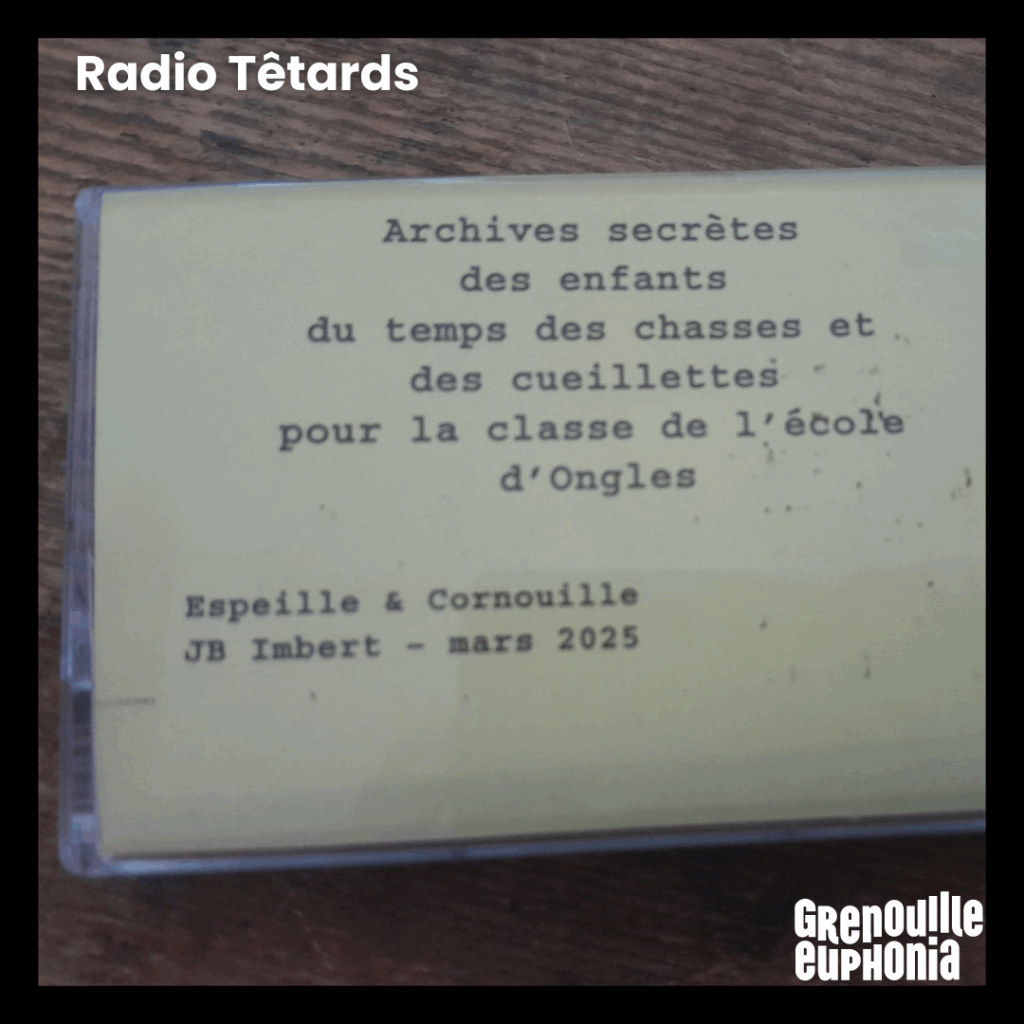 Radio Têtards
Archives secrètes
des enfants
du temps des chasses et
des cueillettes
pour la classe de l'école
d'Ongles
Espeille & Cornouille
JB Imbert - mars 2025
GRENOUILLE
EUPHONIA